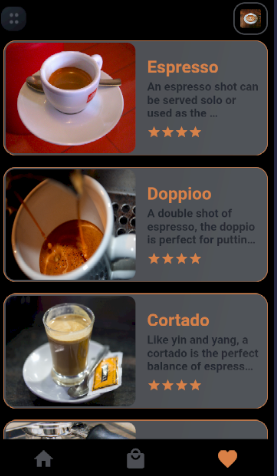 Espresso
An espresso shot can
be served solo or
used as the ...
Doppioo
A double shot of
espresso, the doppio
is perfect for puttin...
Cortado
Like yin and yang, a
cortado is the perfect
balance of espress...